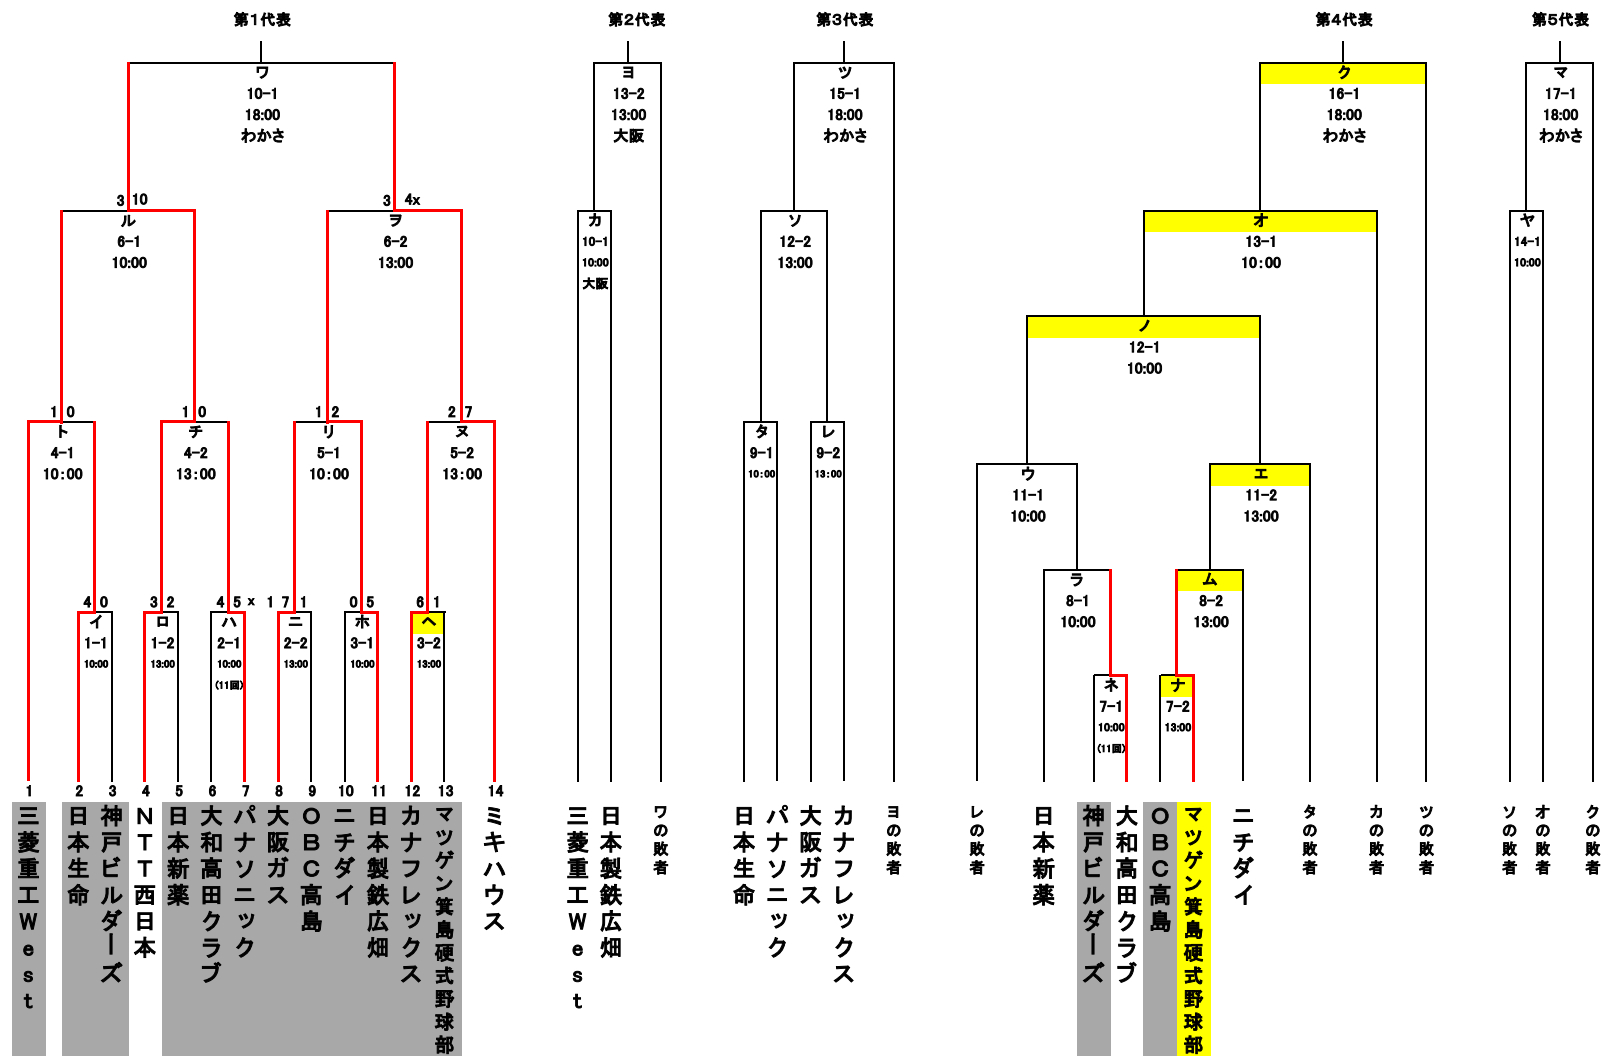 第1代表
ワ
10-1
18:00
わかさ
3 10
ル
6-1
10:00
3 4x
ヲ
6-2
13:00
1 0
ト
4-1
10:00
1 0
チ
4-2
13:00
1 2
リ
5-1
10:00
2 7
ヌ
5-2
13:00
4 0
イ
1-1
10:00
3 2
ロ
1-2
13:00
4 5 x
ハ
2-1
10:00
(11回)
1 7 1
ニ
2-2
13:00
0 5
ホ
3-1
10:00
6 1
ヘ
3-2
13:00
1
三菱重工West
2
日本生命
3
神戸ビルダーズ
4
NTT西日本
5
日本新薬
6
大和高田クラブ
7
パナソニック
8
大阪ガス
9
OBC高島
10
ニチダイ
11
日本製鉄広畑
12
カナフレックス
13
マツゲン箕島硬式野球部
14
ミキハウス
第2代表
ヨ
13-2
13:00
大阪
カ
10-1
10:00
大阪
三菱重工West
日本製鉄広畑
ワの敗者
第3代表
ツ
15-1
18:00
わかさ
ソ
12-2
13:00
タ
9-1
10:00
レ
9-2
13:00
日本生命
パナソニック
大阪ガス
カナフレックス
ヨの敗者
第4代表
ク
16-1
18:00
わかさ
オ
13-1
10:00
ノ
12-1
10:00
ウ
11-1
10:00
エ
11-2
13:00
ラ
8-1
10:00
ム
8-2
13:00
ネ
7-1
10:00
(11回)
ナ
7-2
13:00
レの敗者
日本新薬
神戸ビルダーズ
大和高田クラブ
OBC高島
マツゲン箕島硬式野球部
ニチダイ
タの敗者
カの敗者
ツの敗者
第5代表
マ
17-1
18:00
わかさ
ヤ
14-1
10:00
ソの敗者
オの敗者
クの敗者